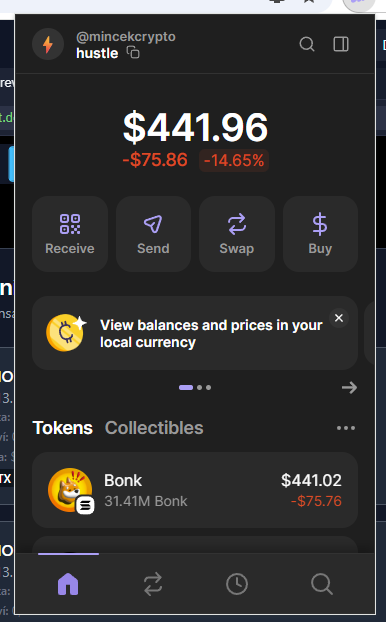 @mincekcrypto
hustle
$441.96
-$75.86 -14.65%
Receive Send Swap Buy
View balances and prices in your
local currency
Tokens Collectibles
Bonk $441.02
31.41M Bonk -$75.76